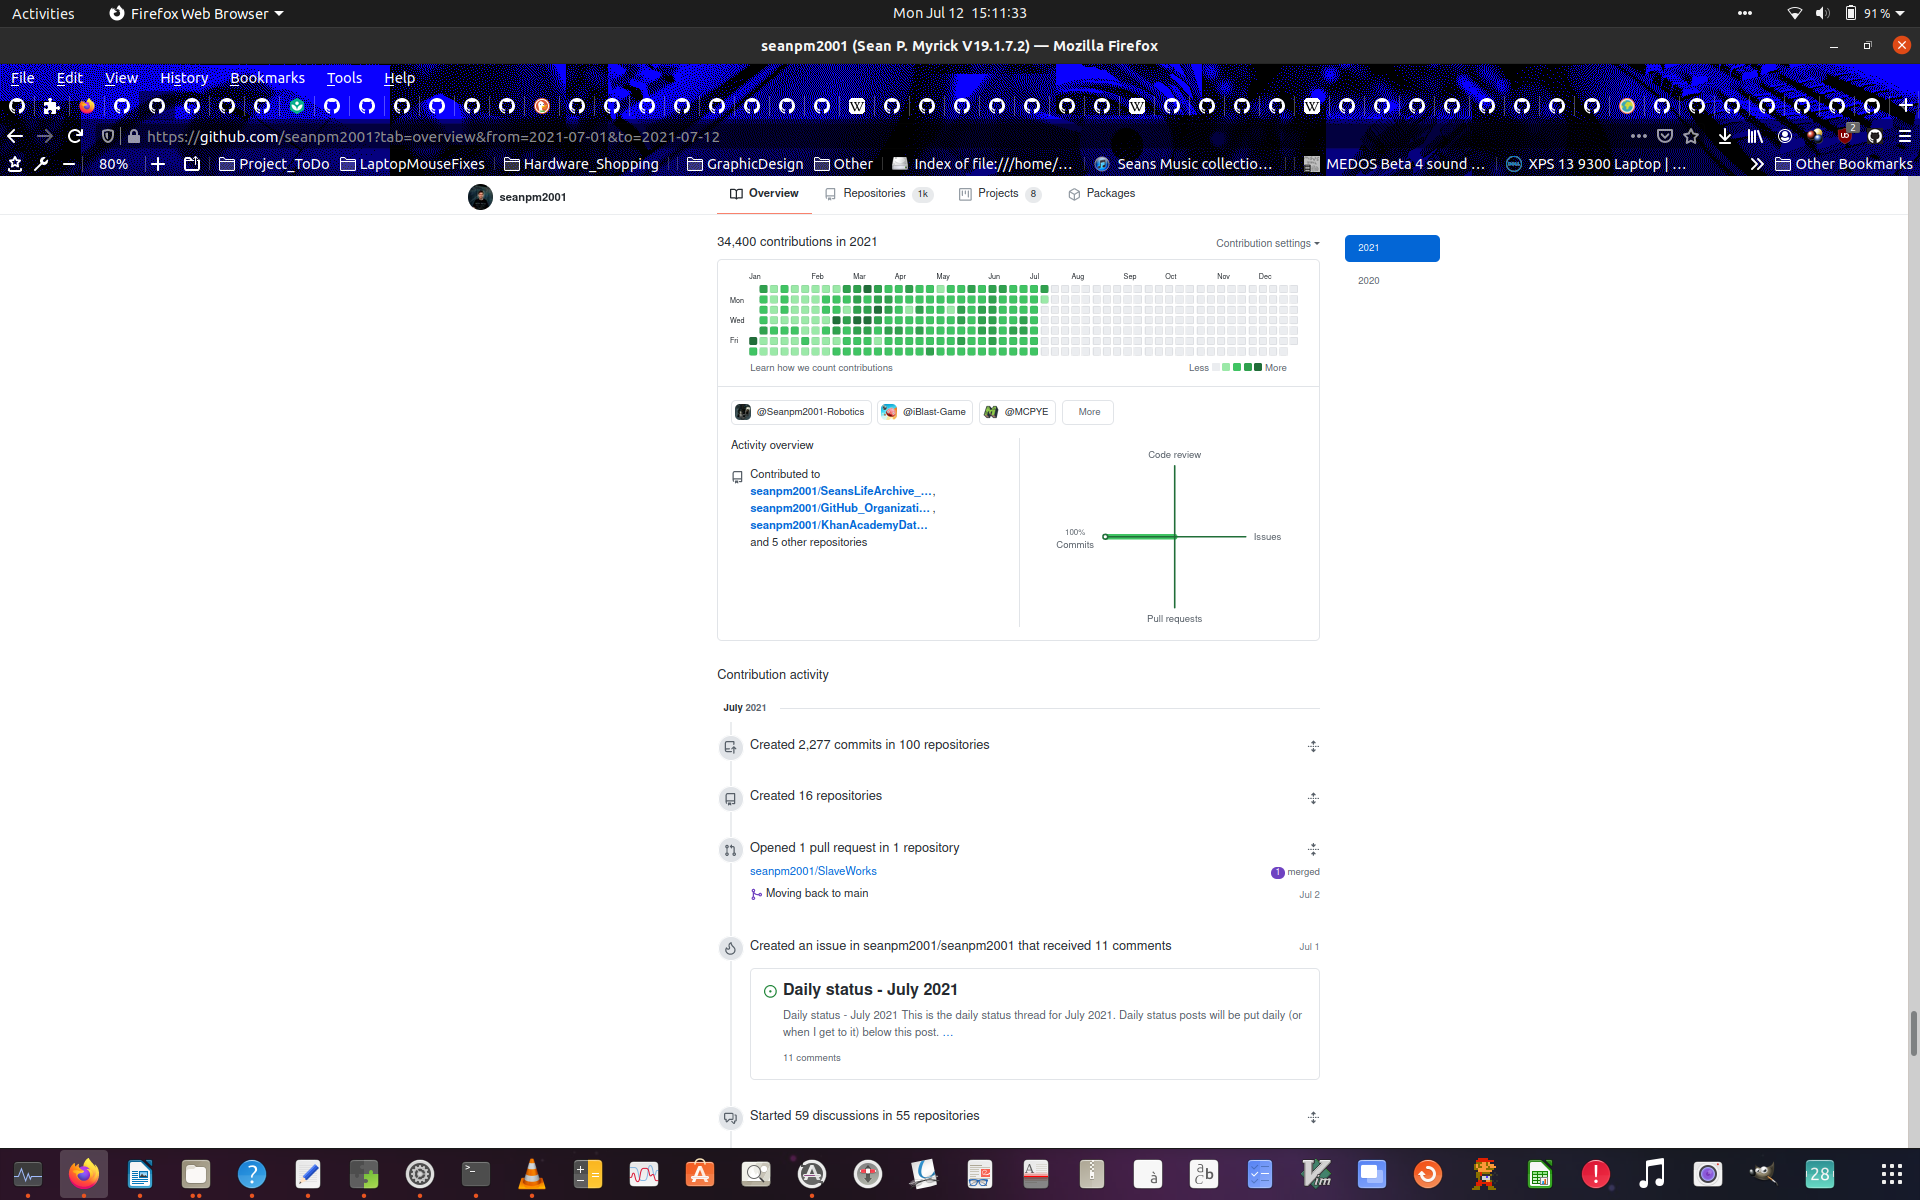 Activities
Firefox Web Browser
Mon Jul 12 15:11:33
91%
seanpm2001 (Sean P. Myrick V19.1.7.2) — Mozilla Firefox
File Edit View History Bookmarks Tools Help
https://github.com/seanpm2001?tab=overview&from=2021-07-01&to=2021-07-12
2
80%
Project_ToDo
LaptopMouseFixes
Hardware_Shopping
GraphicDesign
Other
Index of file:///home/…
Seans Music collectio…
MEDOS Beta 4 sound …
XPS 13 9300 Laptop | …
Other Bookmarks
seanpm2001
Overview
Repositories 1k
Projects 8
Packages
34,400 contributions in 2021
Contribution settings
2021
2020
Jan Feb Mar Apr May Jun Jul Aug Sep Oct Nov Dec
Mon
Wed
Fri
Learn how we count contributions
Less More
@Seanpm2001-Robotics
@iBlast-Game
@MCPYE
More
Activity overview
Contributed to
seanpm2001/SeansLifeArchive_…,
seanpm2001/GitHub_Organizati… ,
seanpm2001/KhanAcademyDat…
and 5 other repositories
Code review
100%
Commits
Issues
Pull requests
Contribution activity
July 2021
Created 2,277 commits in 100 repositories
Created 16 repositories
Opened 1 pull request in 1 repository
seanpm2001/SlaveWorks
1 merged
Moving back to main
Jul 2
Created an issue in seanpm2001/seanpm2001 that received 11 comments
Jul 1
Daily status - July 2021
Daily status - July 2021 This is the daily status thread for July 2021. Daily status posts will be put daily (or
when I get to it) below this post. …
11 comments
Started 59 discussions in 55 repositories
28